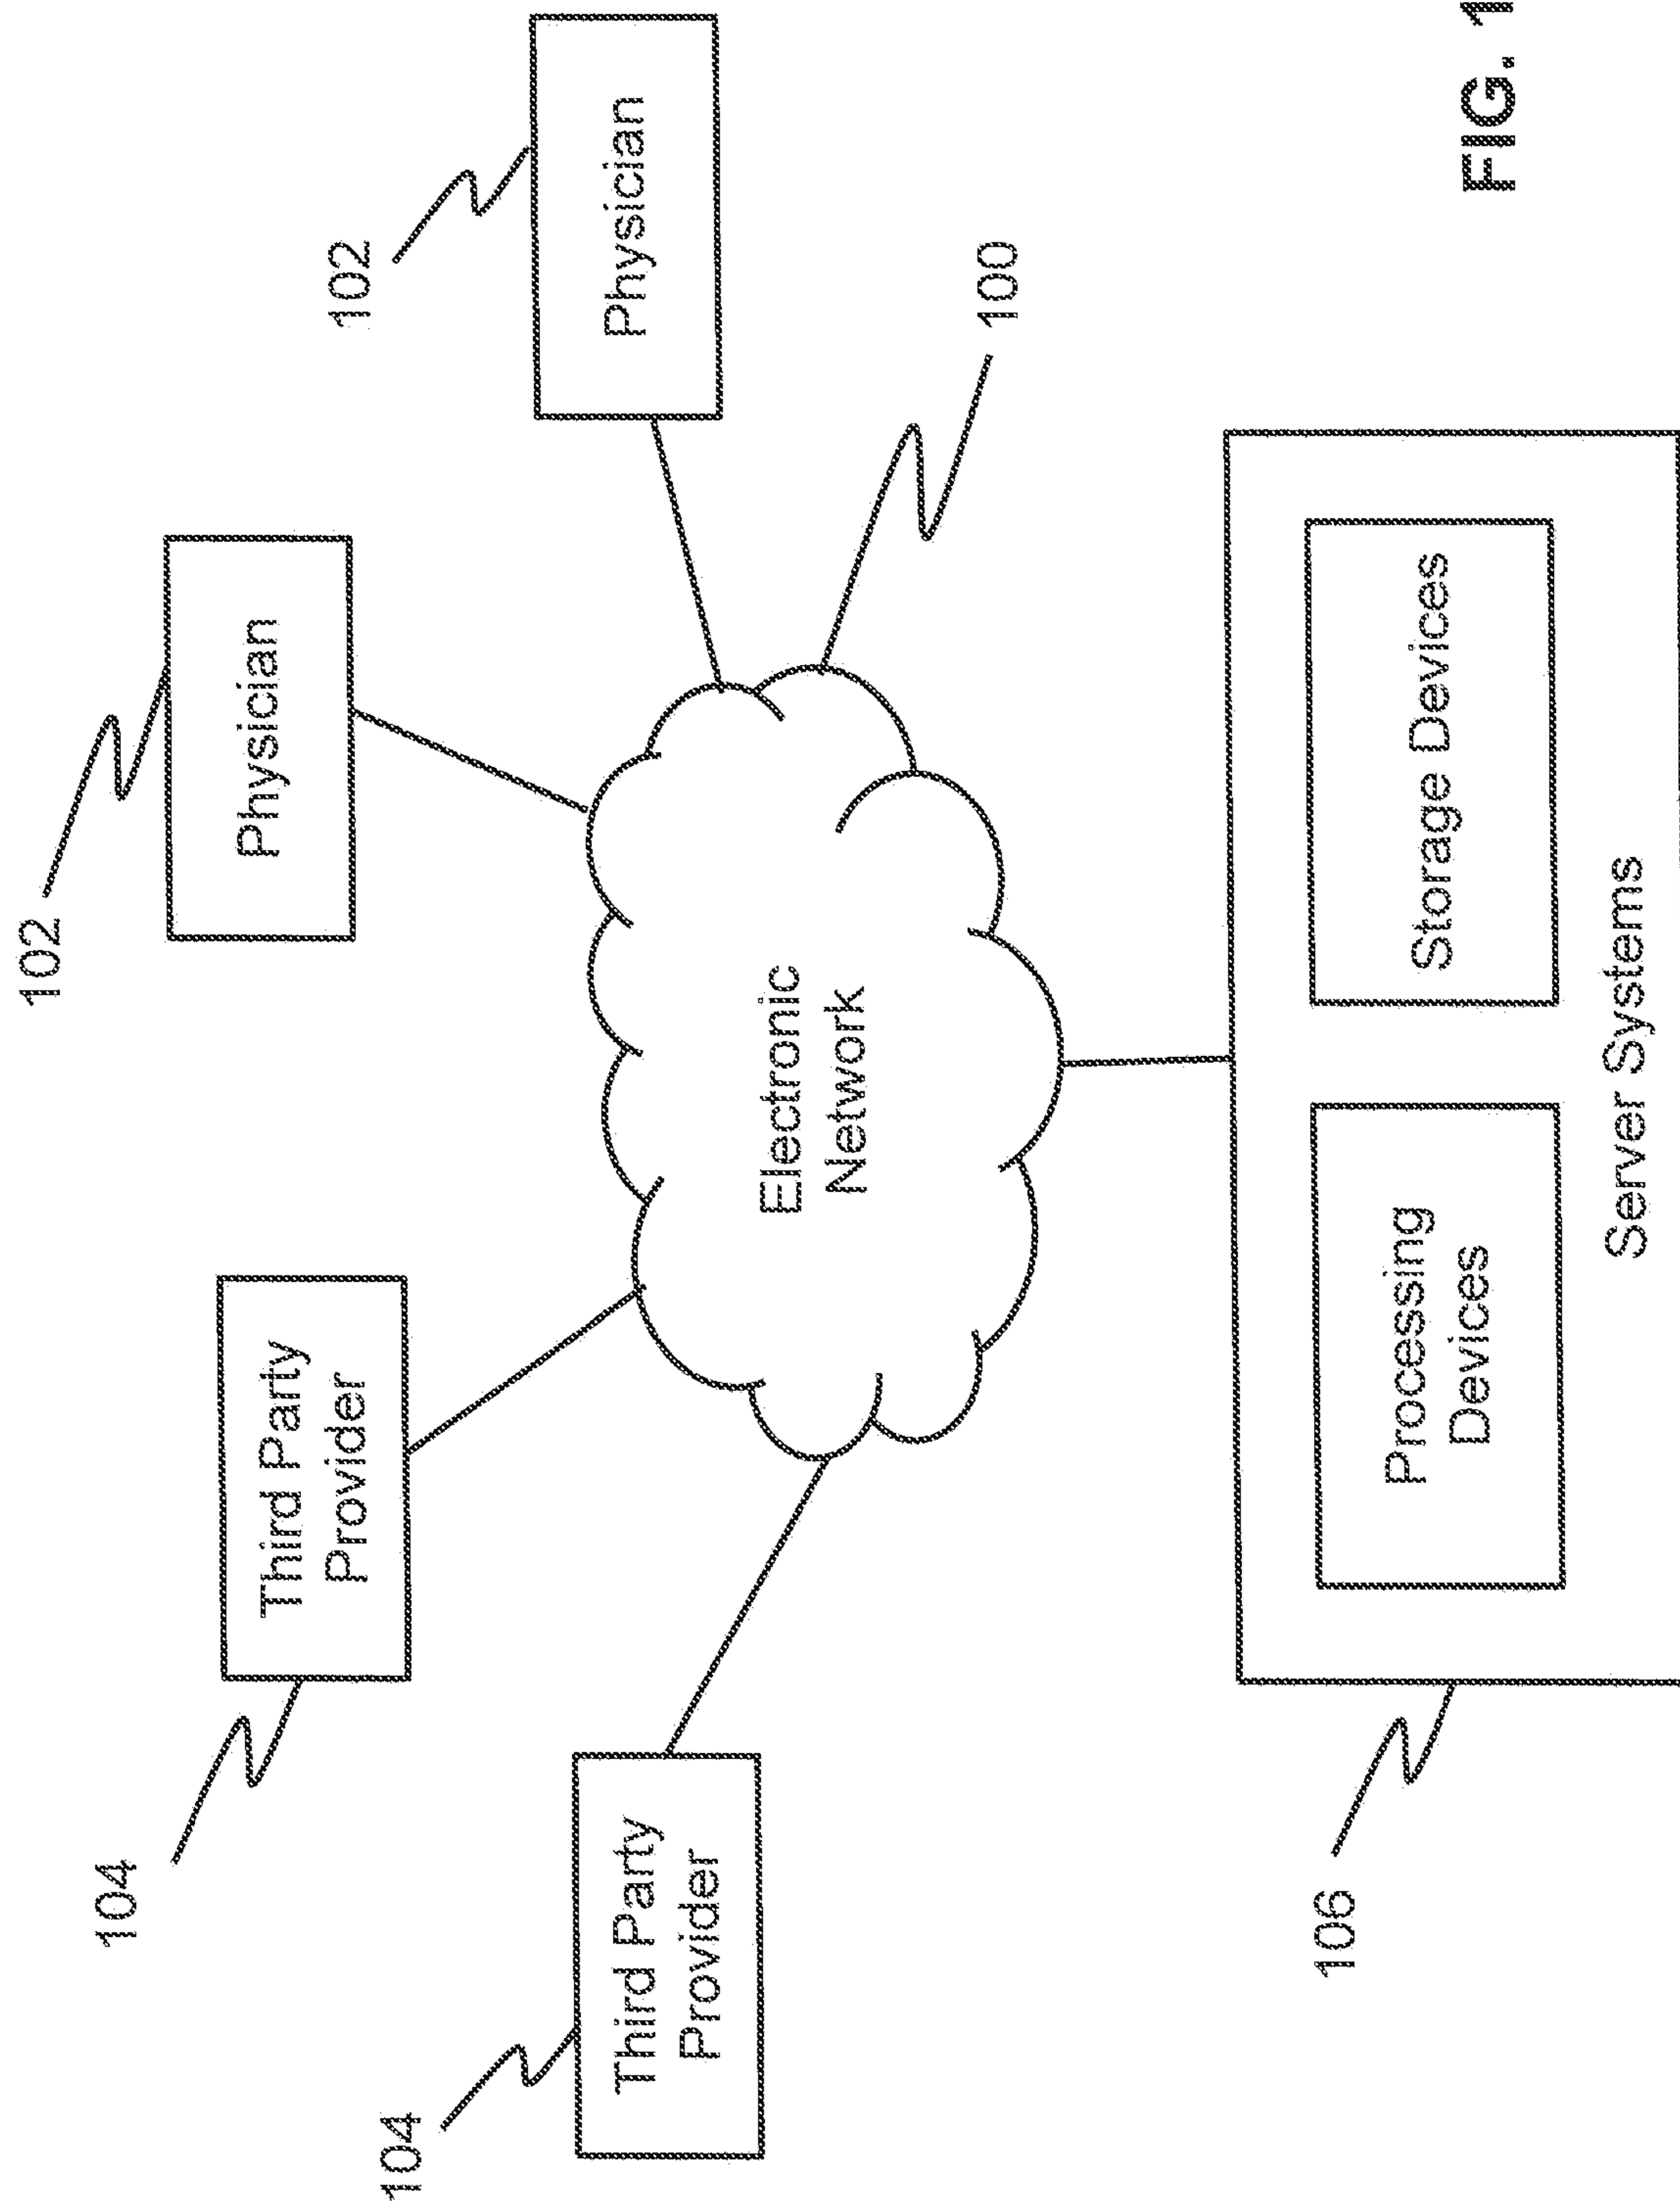 102
Physician
102
Physician
104
Third Party
Provider
104
Third Party
Provider
Electronic
Network
100
106
Processing
Devices
Storage Devices
Server Systems
FIG. 1